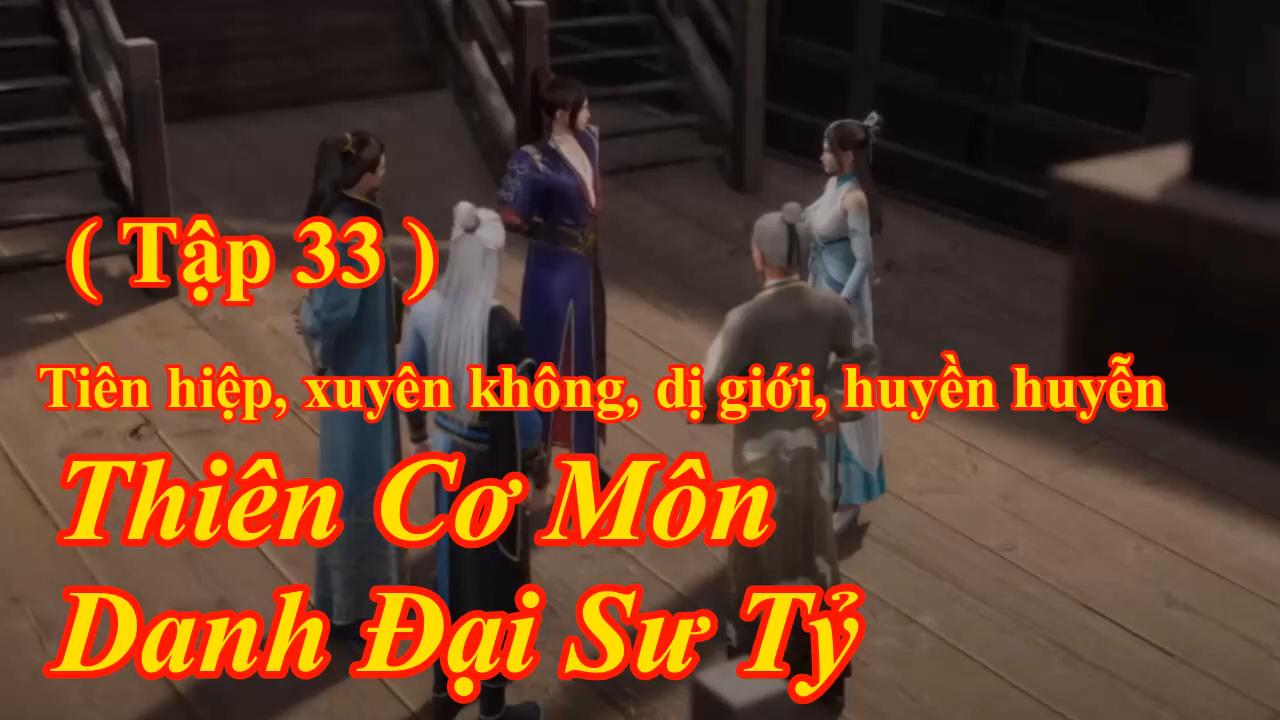 ( Tập 33 )
Tiên hiệp, xuyên không, dị giới, huyền huyễn
Thiên Cơ Môn
Danh Đại Sư Tỷ